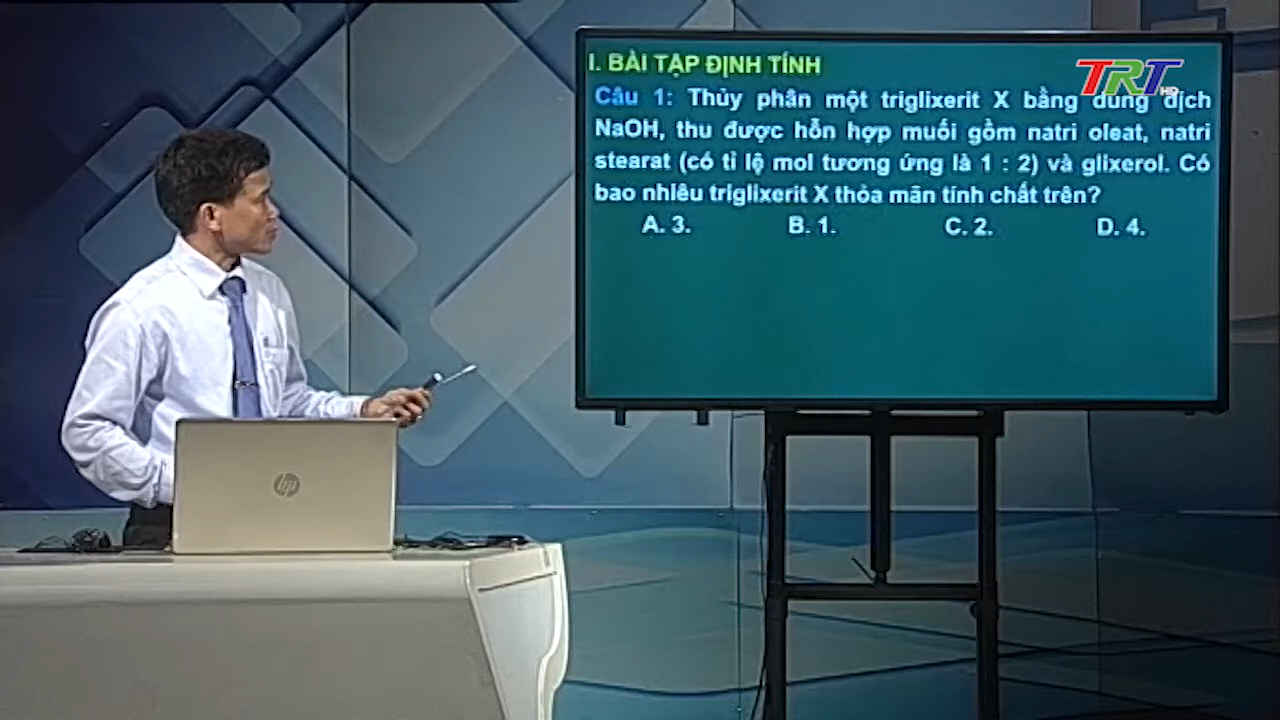 I. BÀI TẬP ĐỊNH TÍNH
TRT
HD
Câu 1: Thủy phân một triglixerit X bằng dung dịch
NaOH, thu được hỗn hợp muối gồm natri oleat, natri
stearat (có tỉ lệ mol tương ứng là 1 : 2) và glixerol. Có
bao nhiêu triglixerit X thỏa mãn tính chất trên?
A. 3. B. 1. C. 2. D. 4.
hp